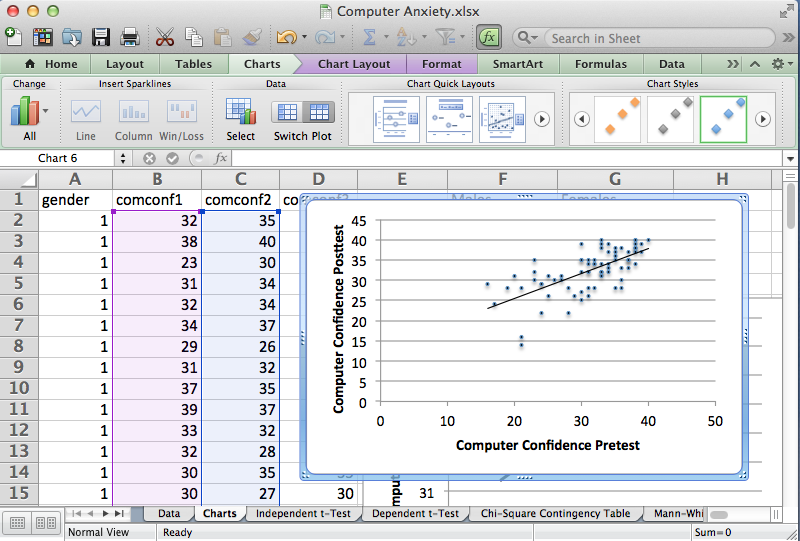 Computer Anxiety.xlsx
fx
Search in Sheet
Home Layout Tables Charts Chart Layout Format SmartArt Formulas Data
Change Insert Sparklines Data Chart Quick Layouts Chart Styles
All Line Column Win/Loss Select Switch Plot
Chart 6 fx
A B C D E F G H
1 gender comconf1 comconf2 Males Females
2 1 32 35
3 1 38 40
4 1 23 30
5 1 31 34
6 1 32 34
7 1 34 37
8 1 29 26
9 1 31 32
10 1 37 35
11 1 39 37
12 1 33 32
13 1 32 28
14 1 30 35
15 1 30 27 30 31
45
40
35
30
25
20
15
10
5
0
0 10 20 30 40 50
Computer Confidence Posttest
Computer Confidence Pretest
Data Charts Independent t-Test Dependent t-Test Chi-Square Contingency Table Mann-Whi
Normal View Ready Sum=0